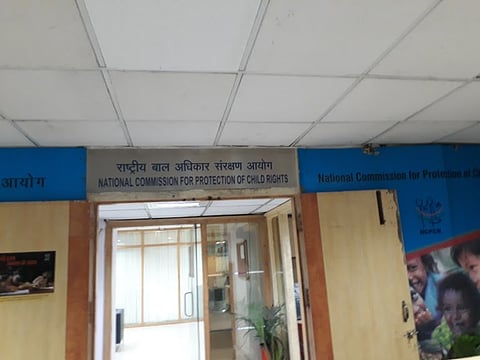 राष्ट्रीय बाल अधिकार संरक्षण आयोग
NATIONAL COMMISSION FOR PROTECTION OF CHILD RIGHTS
आयोग
National Commission for Protection of C
NCPCR